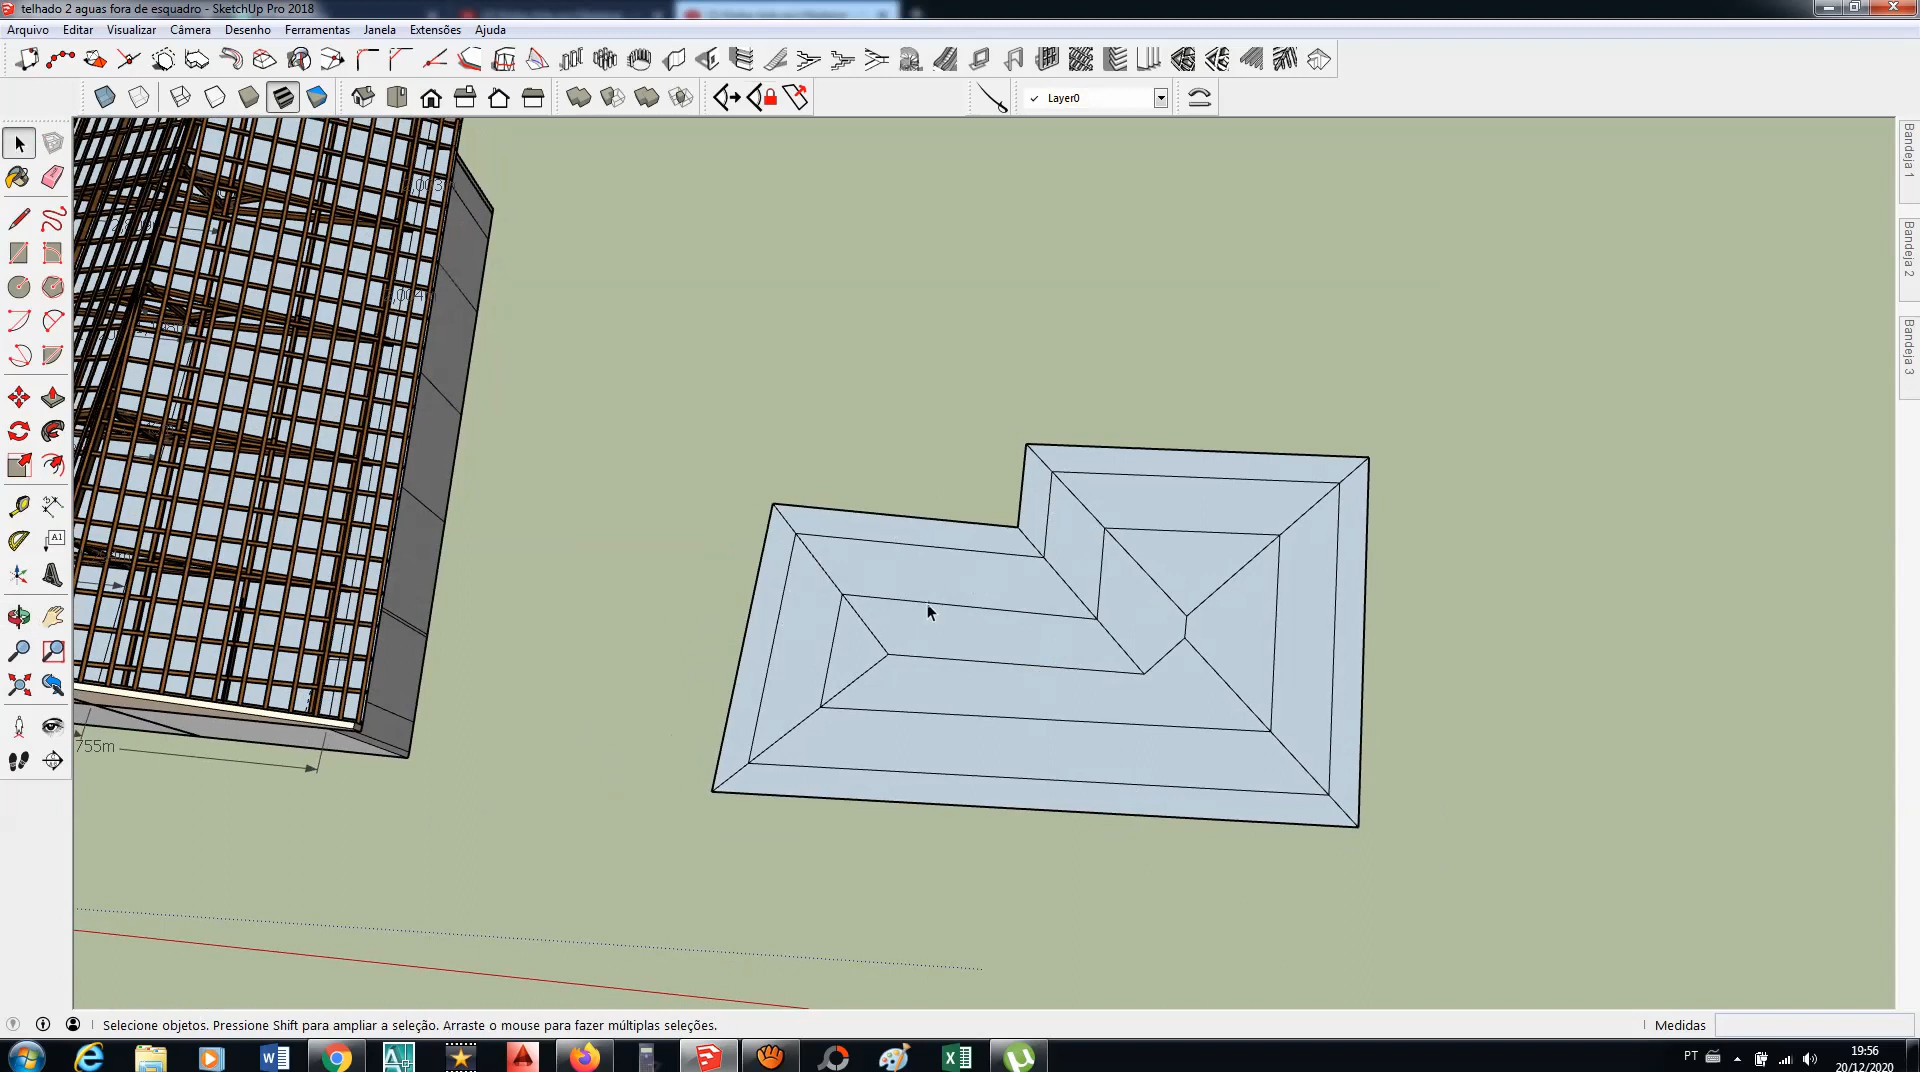 telhado 2 aguas fora de esquadro - SketchUp Pro 2018
Arquivo Editar Visualizar Câmera Desenho Ferramentas Janela Extensões Ajuda
Layer0
Bandeja 1
Bandeja 2
Bandeja 3
A1
755m
Selecione objetos. Pressione Shift para ampliar a seleção. Arraste o mouse para fazer múltiplas seleções.
Medidas
PT
19:56
20/12/2020